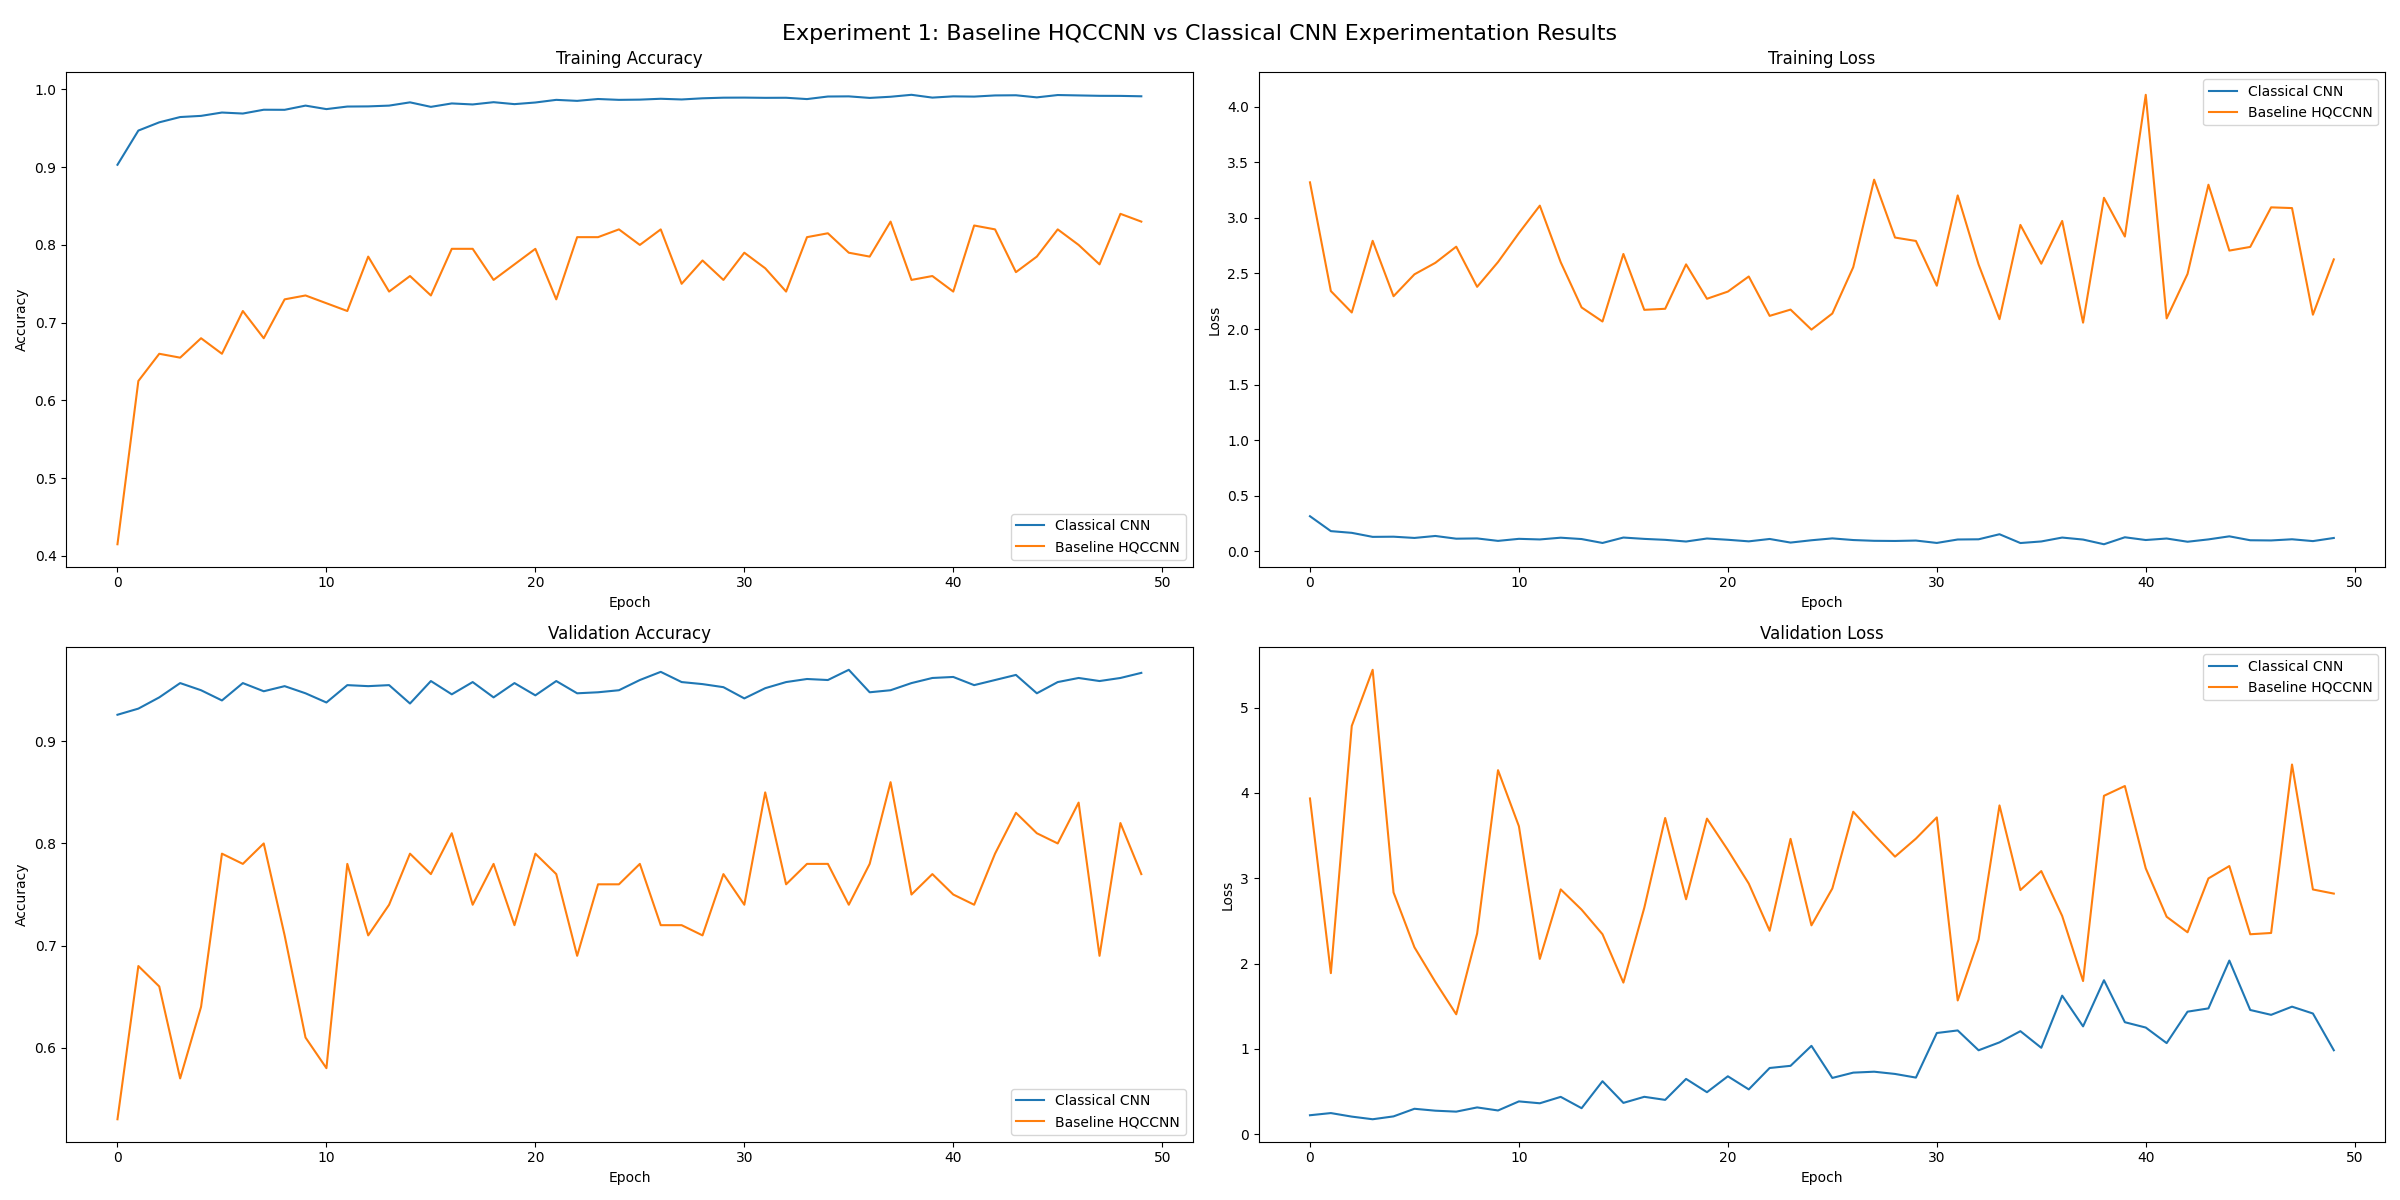 Experiment 1: Baseline HQCCNN vs Classical CNN Experimentation Results
Training Accuracy
1.0
0.9
0.8
0.7
0.6
0.5
0.4
Accuracy
0 10 20 30 40 50
Epoch
Classical CNN
Baseline HQCCNN
Training Loss
4.0
3.5
3.0
2.5
2.0
1.5
1.0
0.5
0.0
Loss
0 10 20 30 40 50
Epoch
Classical CNN
Baseline HQCCNN
Validation Accuracy
0.9
0.8
0.7
0.6
Accuracy
0 10 20 30 40 50
Epoch
Classical CNN
Baseline HQCCNN
Validation Loss
5
4
3
2
1
0
Loss
0 10 20 30 40 50
Epoch
Classical CNN
Baseline HQCCNN